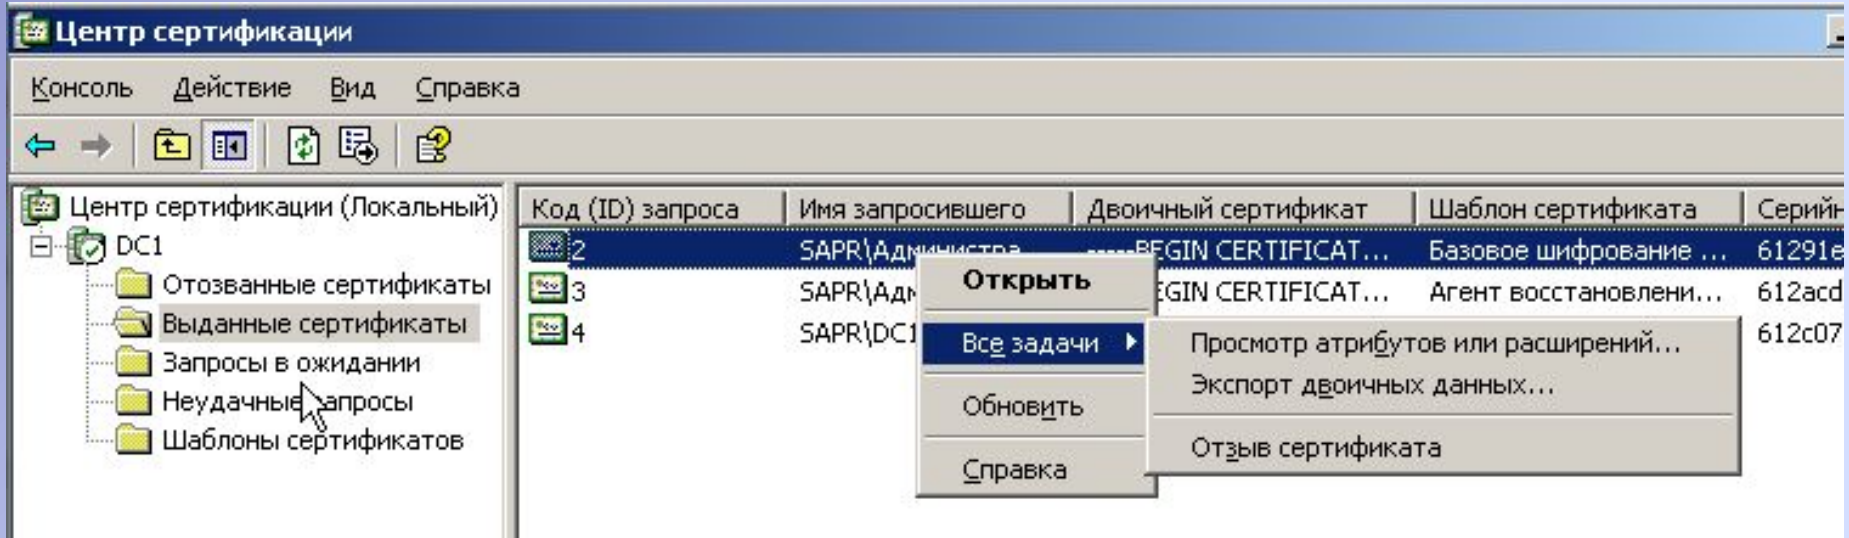 Центр сертификации
Консоль Действие Вид Справка
Центр сертификации (Локальный)
DC1
Отозванные сертификаты
Выданные сертификаты
Запросы в ожидании
Неудачные запросы
Шаблоны сертификатов
Код (ID) запроса Имя запросившего Двоичный сертификат Шаблон сертификата Серийн
2 SAPR\Администра... -----BEGIN CERTIFICAT... Базовое шифрование ... 61291e
3 SAPR\Адм EGIN CERTIFICAT... Агент восстановлени... 612acd
4 SAPR\DC1 612c07
Открыть
Все задачи
Обновить
Справка
Просмотр атрибутов или расширений...
Экспорт двоичных данных...
Отзыв сертификата